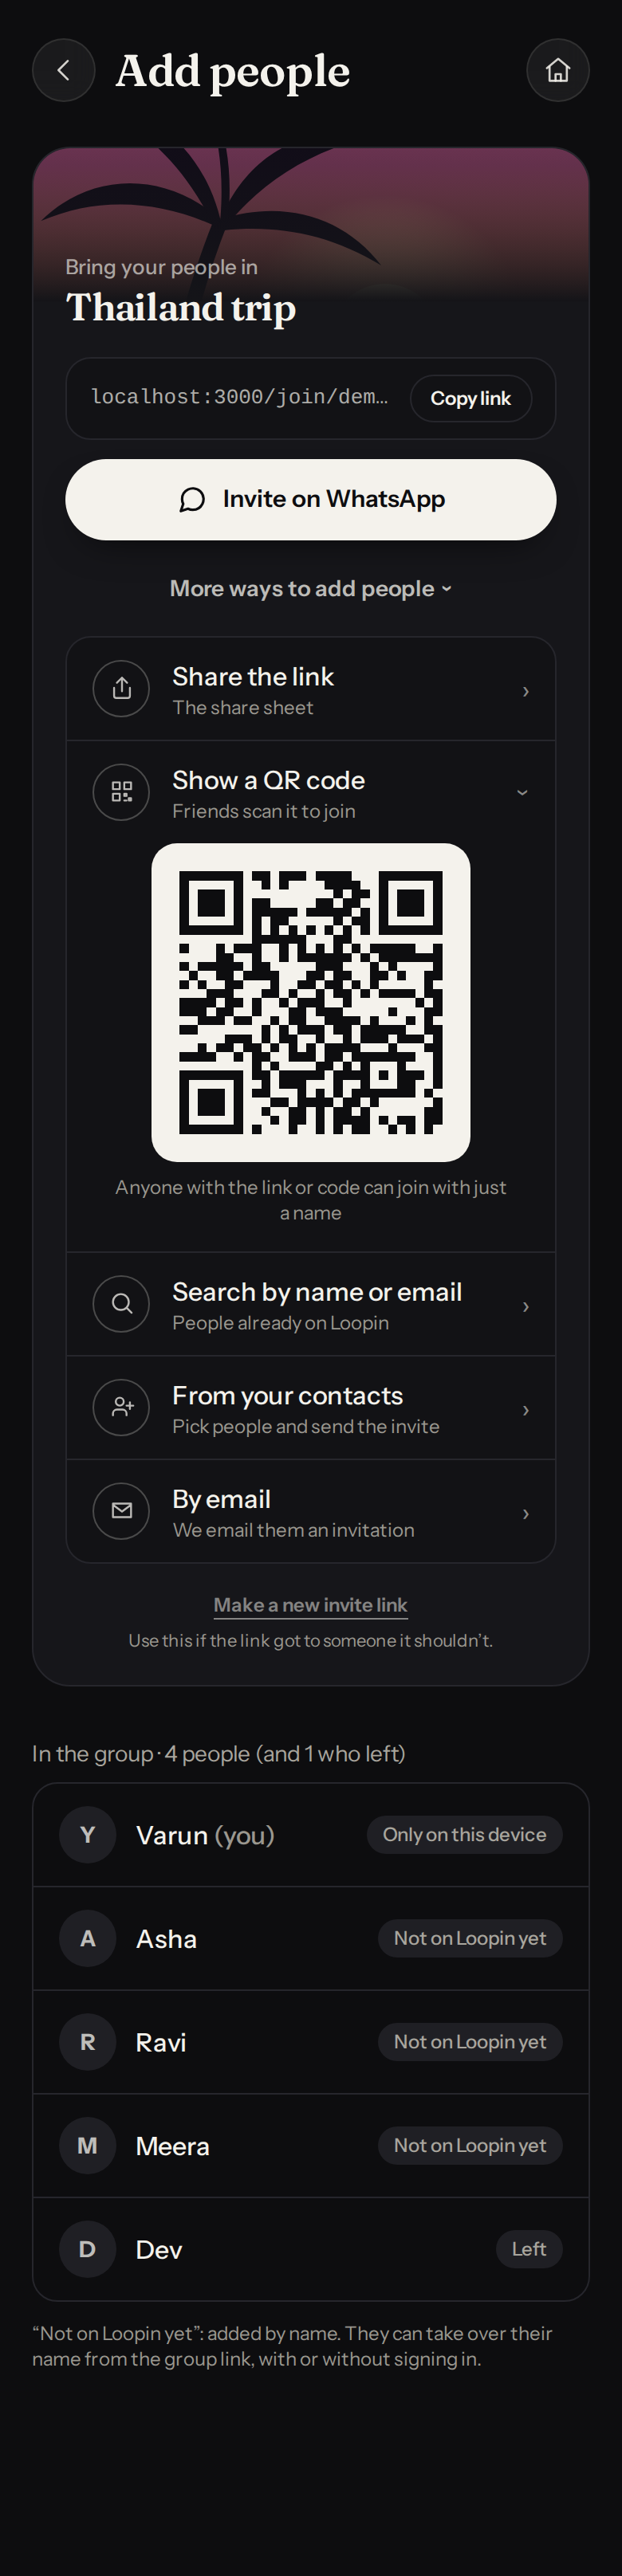 Add people
Bring your people in
Thailand trip
localhost:3000/join/dem…
Copy link
Invite on WhatsApp
More ways to add people
Share the link
The share sheet
Show a QR code
Friends scan it to join
Anyone with the link or code can join with just
a name
Search by name or email
People already on Loopin
From your contacts
Pick people and send the invite
By email
We email them an invitation
Make a new invite link
Use this if the link got to someone it shouldn’t.
In the group · 4 people (and 1 who left)
Y Varun (you) Only on this device
A Asha Not on Loopin yet
R Ravi Not on Loopin yet
M Meera Not on Loopin yet
D Dev Left
“Not on Loopin yet”: added by name. They can take over their
name from the group link, with or without signing in.